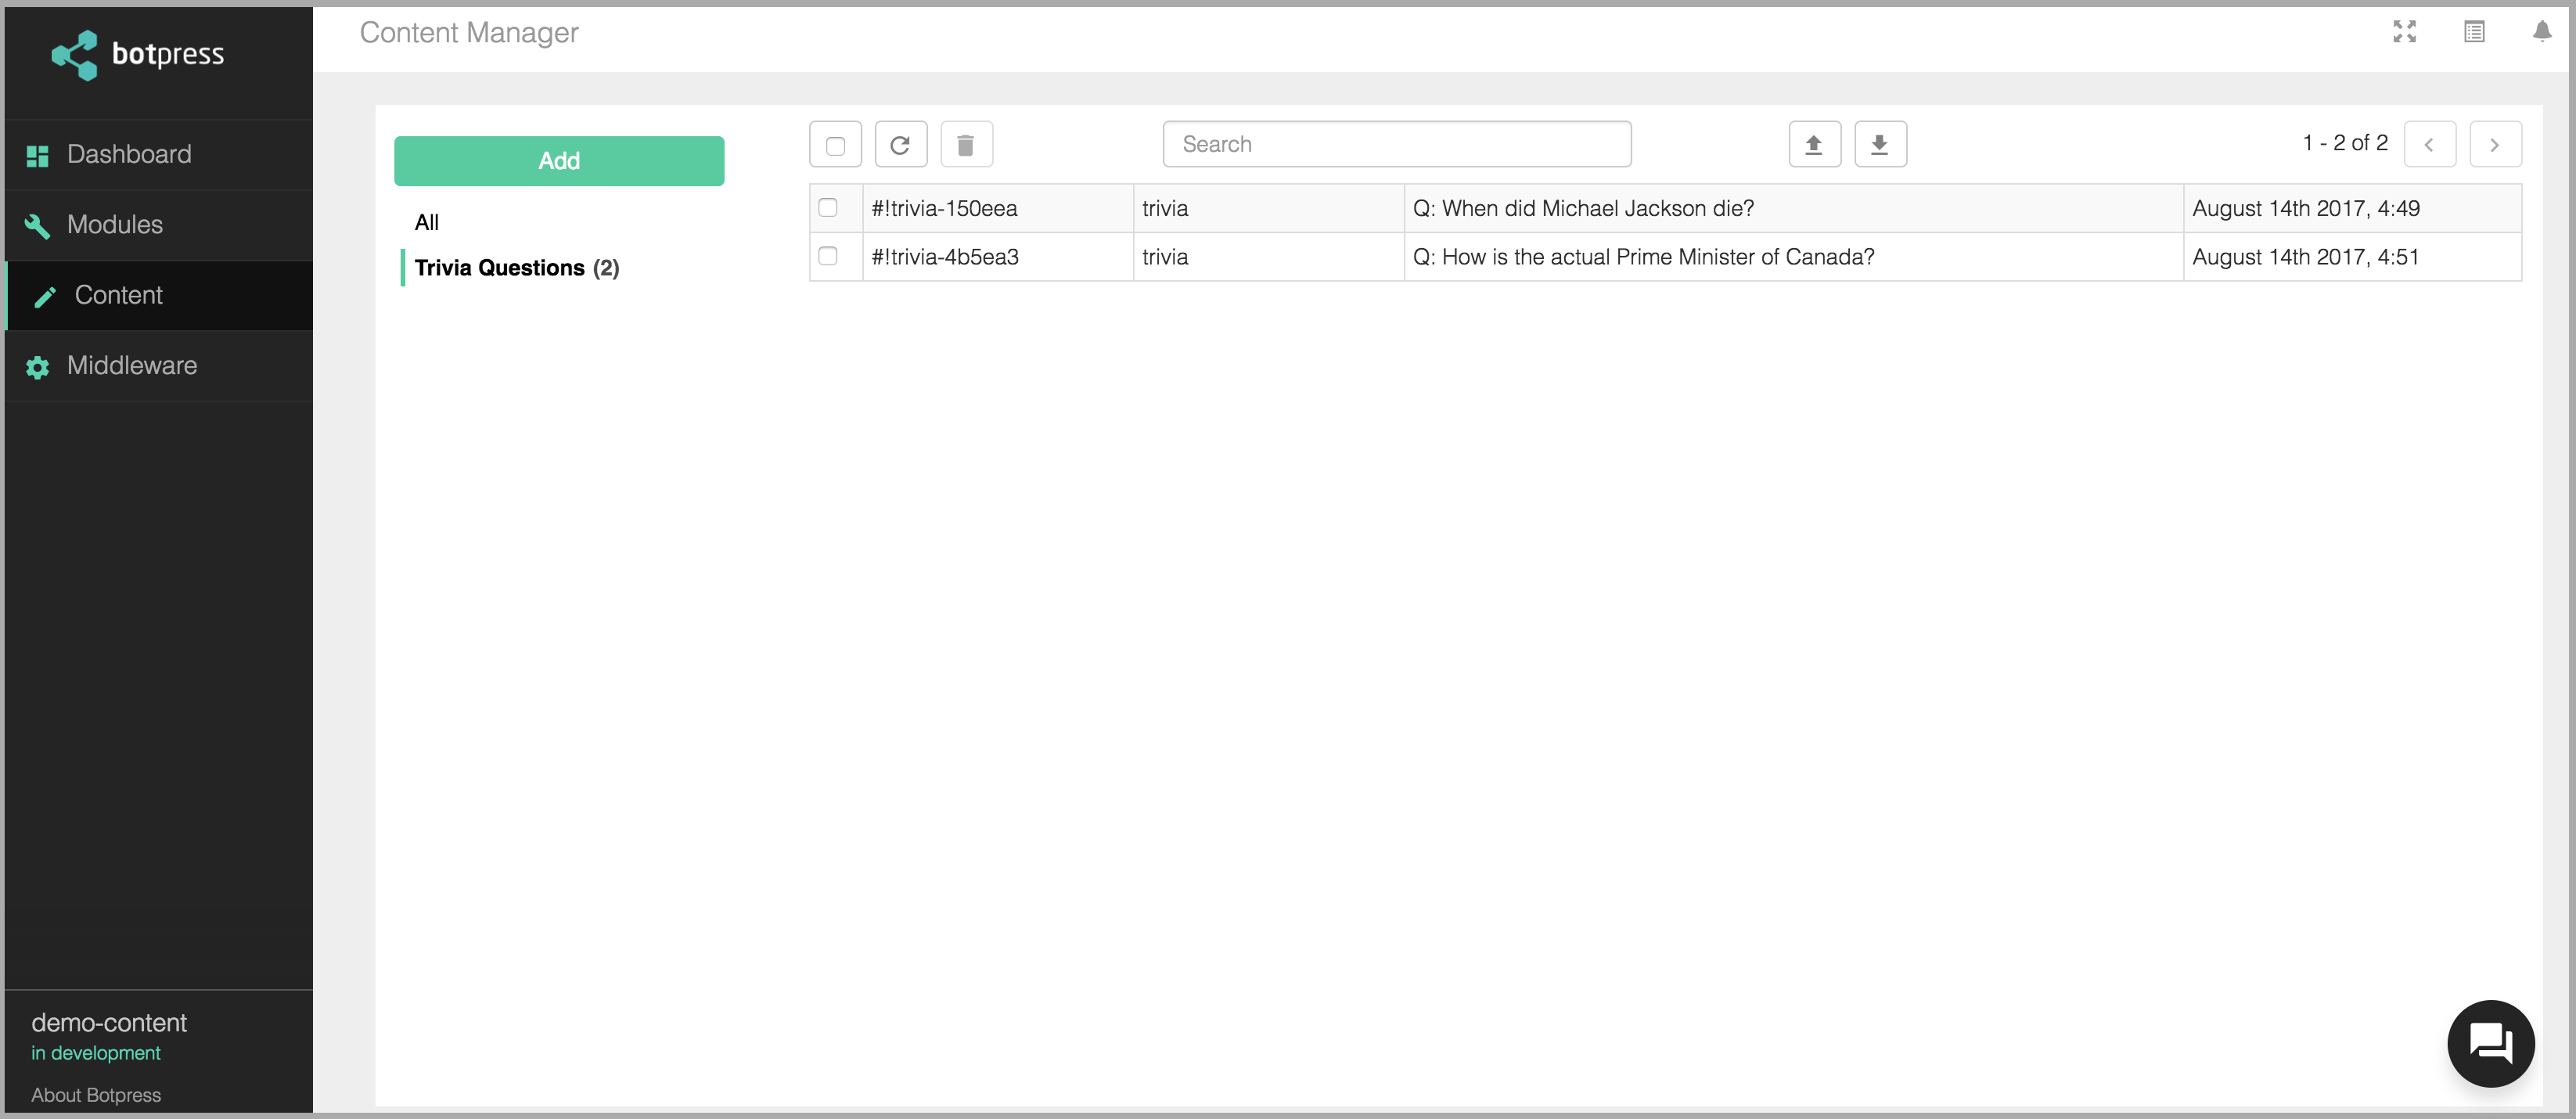 botpress
Content Manager
Dashboard
Modules
Content
Middleware
demo-content
in development
About Botpress
Add
All
Trivia Questions (2)
Search
1 - 2 of 2
#!trivia-150eea trivia Q: When did Michael Jackson die? August 14th 2017, 4:49
#!trivia-4b5ea3 trivia Q: How is the actual Prime Minister of Canada? August 14th 2017, 4:51